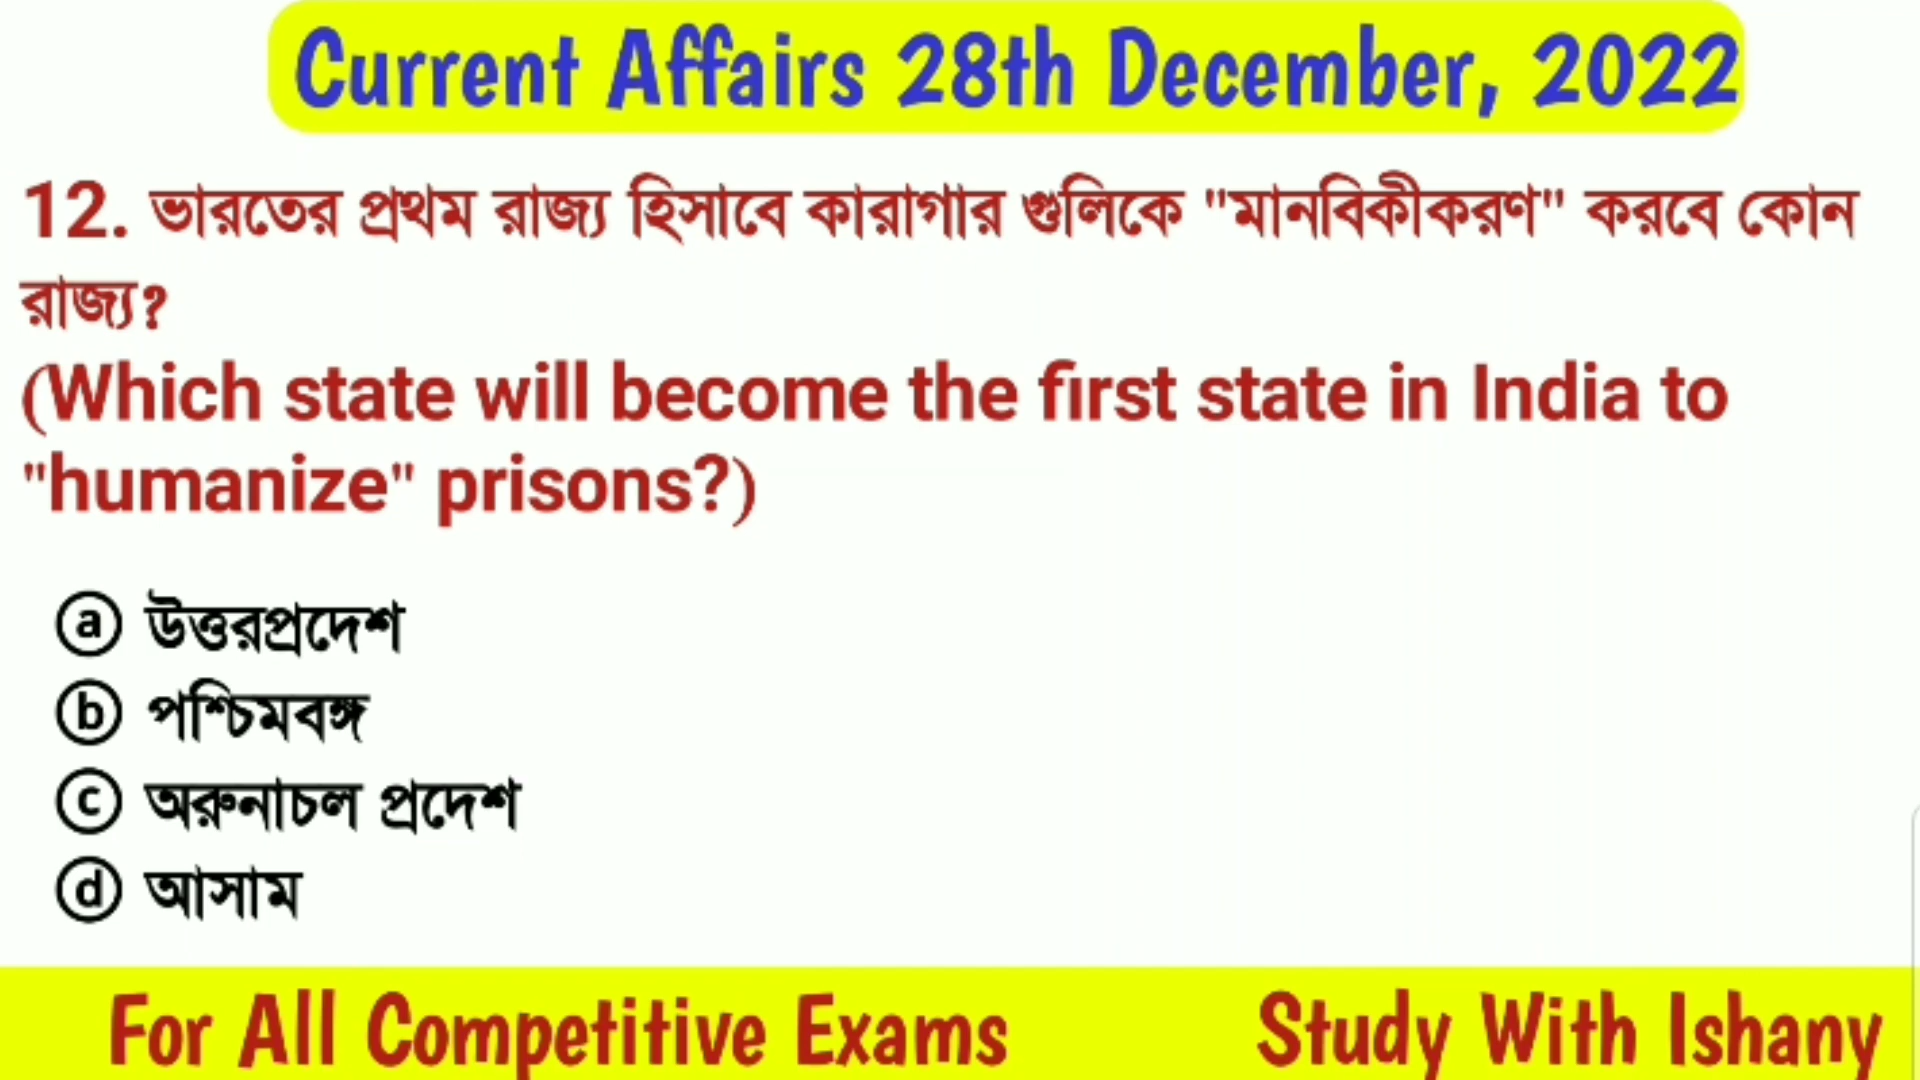 Current Affairs 28th December, 2022
12. ভারতের প্রথম রাজ্য হিসাবে কারাগার গুলিকে "মানবিকীকরণ" করবে কোন
রাজ্য?
(Which state will become the first state in India to
"humanize" prisons?)
ⓐ উত্তরপ্রদেশ
ⓑ পশ্চিমবঙ্গ
ⓒ অরুনাচল প্রদেশ
ⓓ আসাম
For All Competitive Exams Study With Ishany